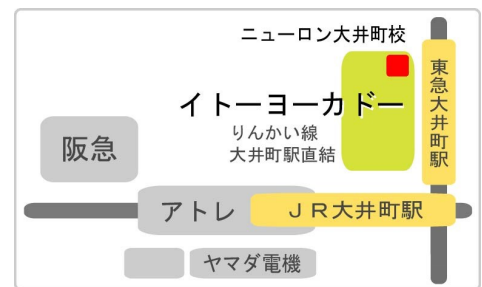 ニューロン大井町校
イトーヨーカドー
りんかい線
大井町駅直結
東急大井町駅
阪急
アトレ
ＪＲ大井町駅
ヤマダ電機